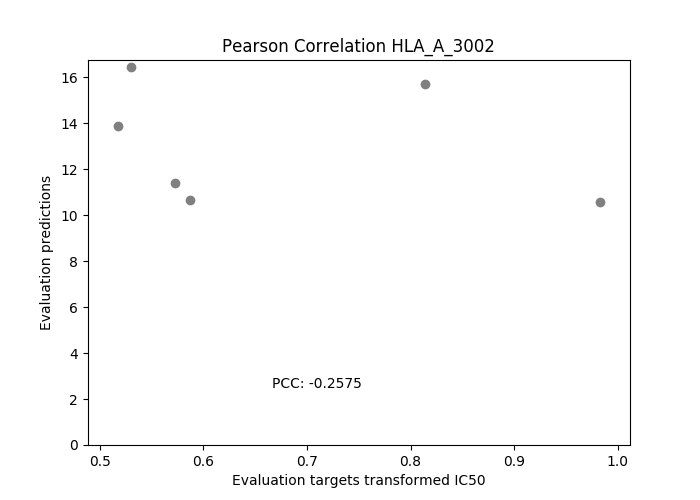 Pearson Correlation HLA_A_3002
Evaluation predictions
16
14
12
10
8
6
4
2
0
PCC: -0.2575
0.5 0.6 0.7 0.8 0.9 1.0
Evaluation targets transformed IC50